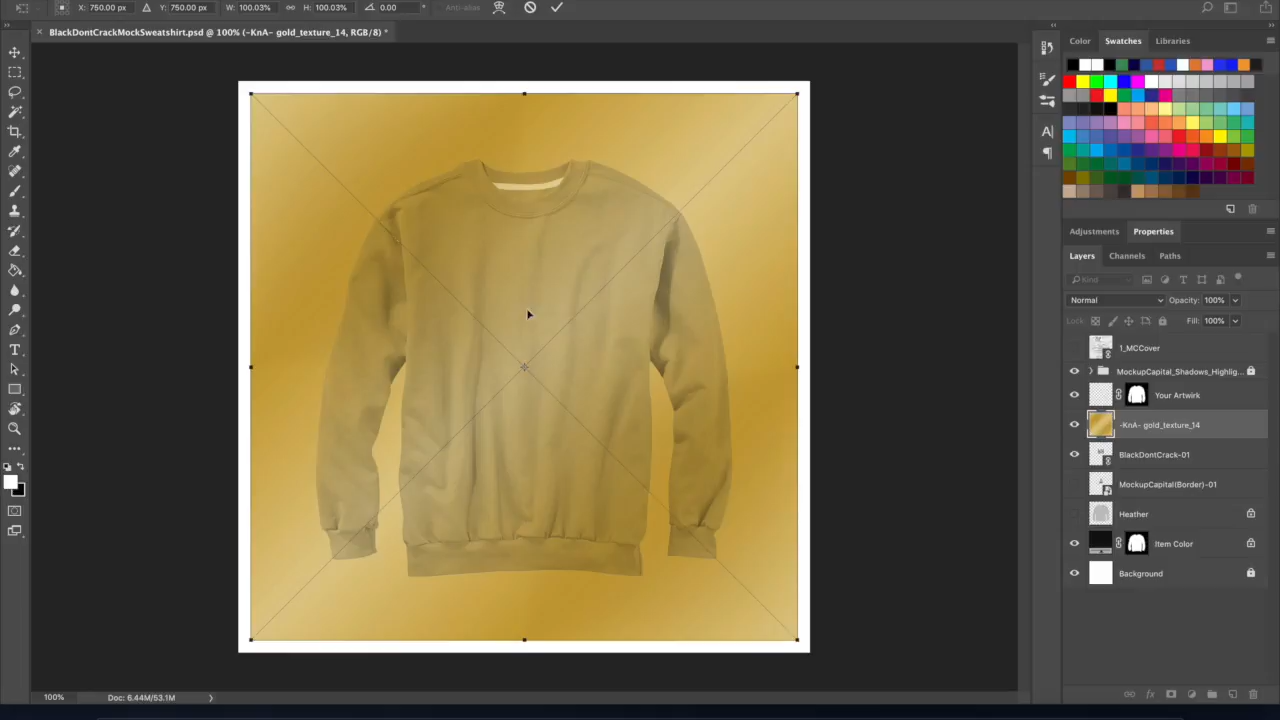 X: 750.00 px Y: 750.00 px W: 100.03% H: 100.03% 0.00 Anti-alias
BlackDontCrackMockSweatshirt.psd @ 100% (-KnA- gold_texture_14, RGB/8) *
Color Swatches Libraries
Adjustments Properties
Layers Channels Paths
Kind
Normal Opacity: 100%
Lock: Fill: 100%
1_MCCover
MockupCapital_Shadows_Highlig...
Your Artwirk
-KnA- gold_texture_14
BlackDontCrack-01
MockupCapital(Border)-01
Heather
Item Color
Background
100% Doc: 6.44M/53.1M